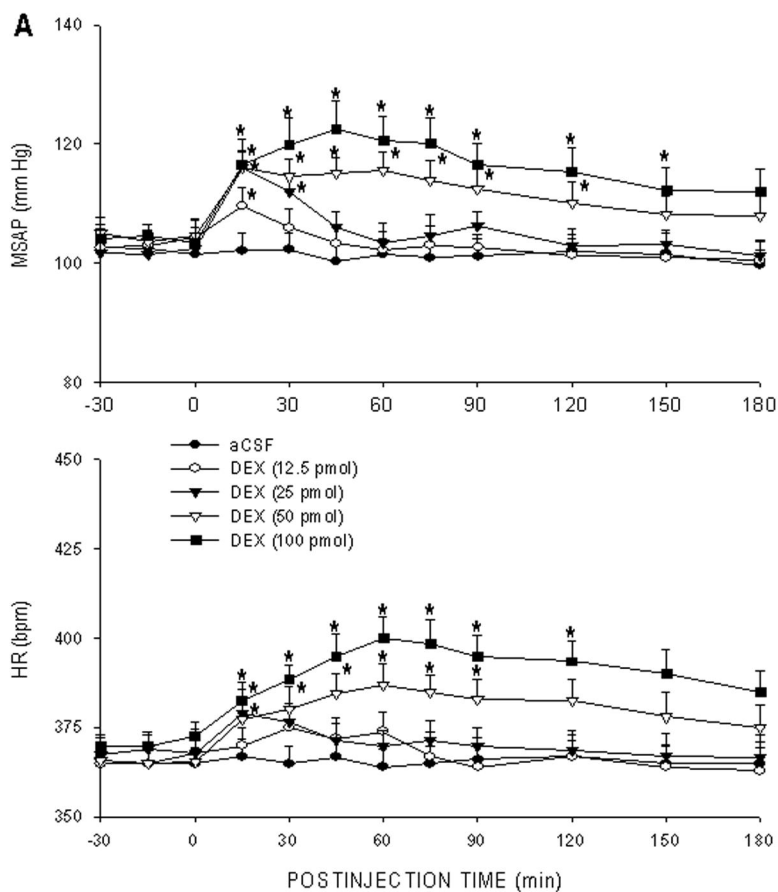 A
140
120
100
80
MSAP (mm Hg)
-30 0 30 60 90 120 150 180
aCSF
DEX (12.5 pmol)
DEX (25 pmol)
DEX (50 pmol)
DEX (100 pmol)
450
425
400
375
350
HR (bpm)
-30 0 30 60 90 120 150 180
POSTINJECTION TIME (min)